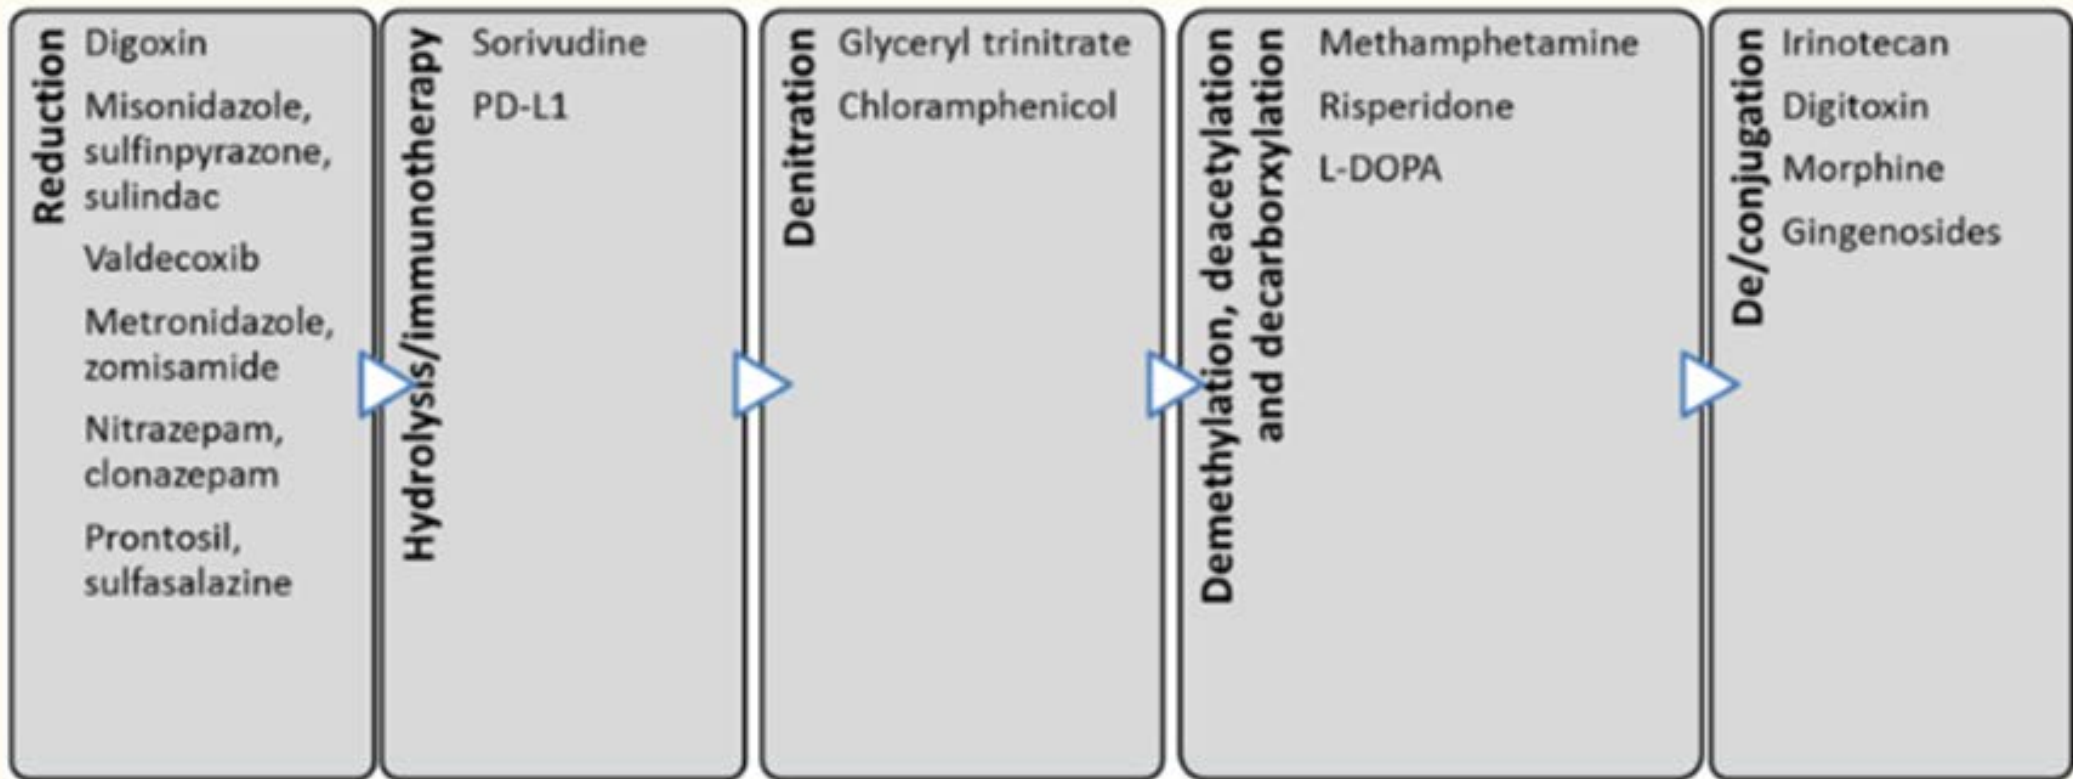 Reduction
Digoxin
Misonidazole,
sulfinpyrazone,
sulindac
Valdecoxib
Metronidazole,
zomisamide
Nitrazepam,
clonazepam
Prontosil,
sulfasalazine
Hydrolysis/immunotherapy
Sorivudine
PD-L1
Denitration
Glyceryl trinitrate
Chloramphenicol
Demethylation, deacetylation
and decarborxylation
Methamphetamine
Risperidone
L-DOPA
De/conjugation
Irinotecan
Digitoxin
Morphine
Gingenosides